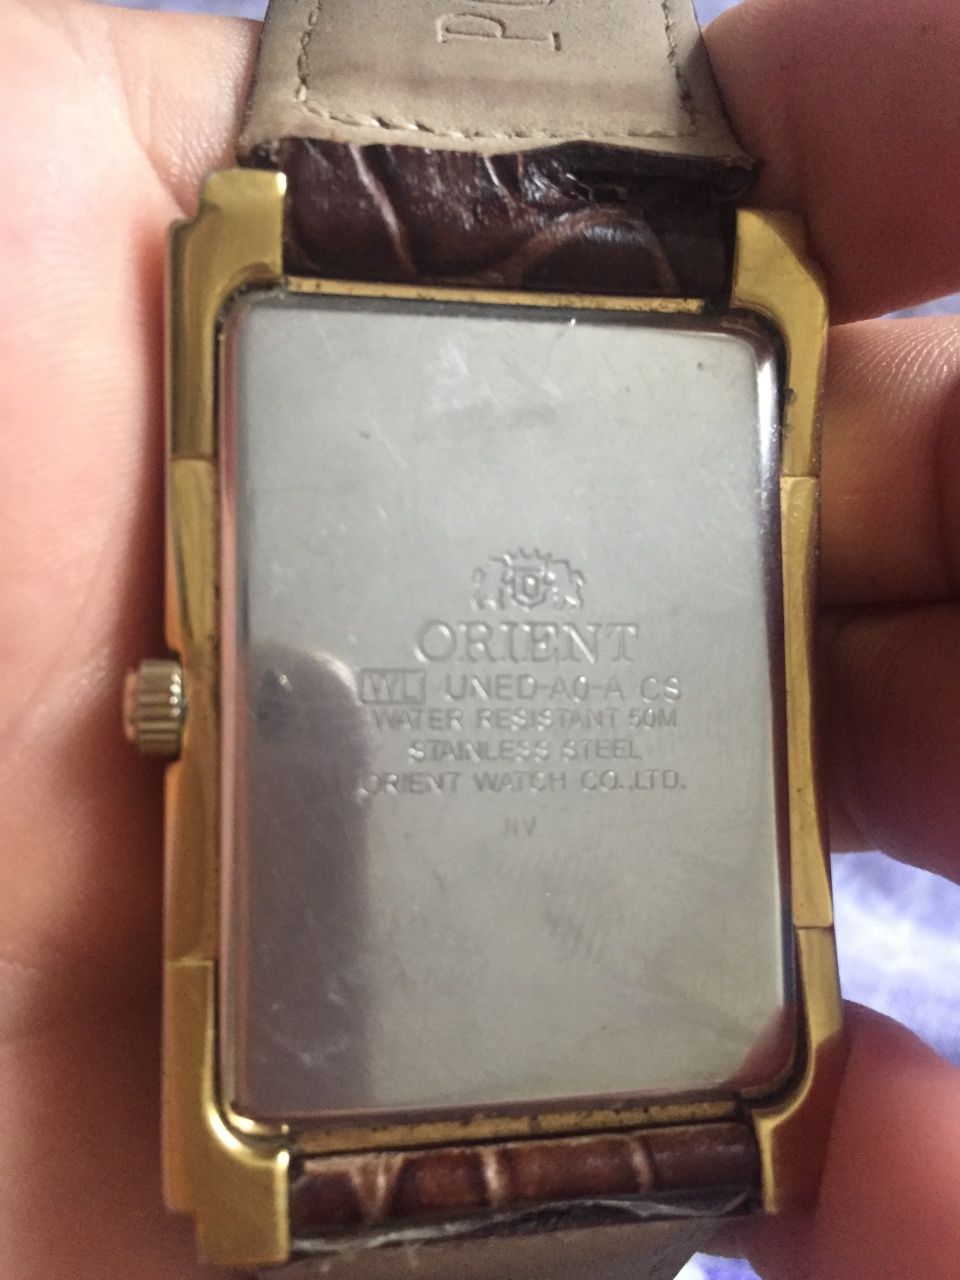 ORIENT
WL UNED-A0-A CS
WATER RESISTANT 50M
STAINLESS STEEL
ORIENT WATCH CO.,LTD.